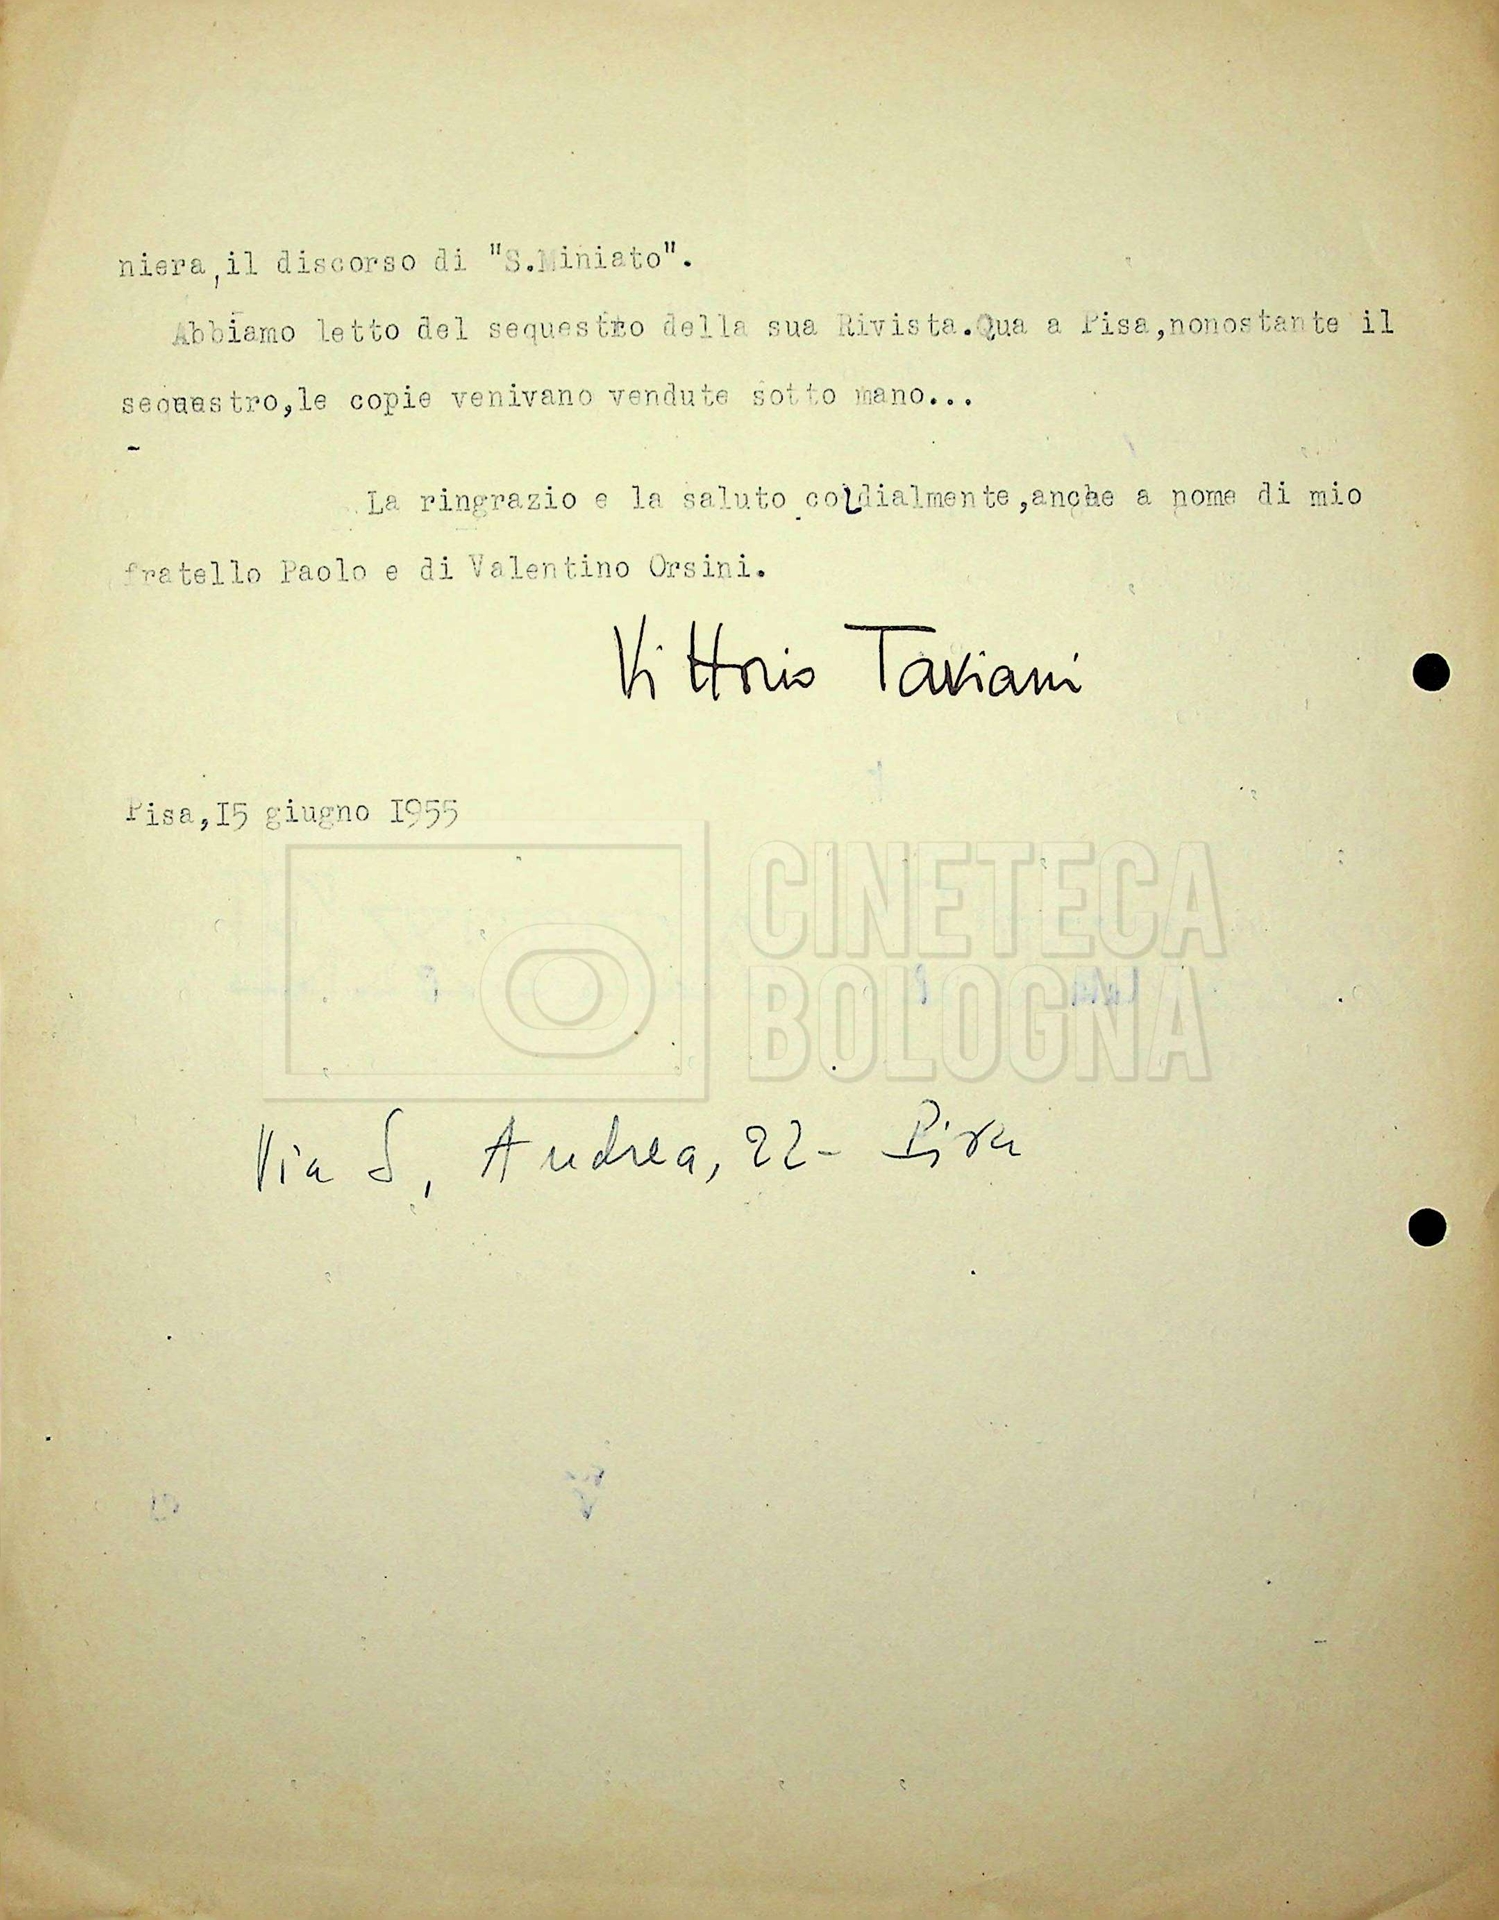 niera,il discorso di "S.Miniato".
Abbiamo letto del sequestro della sua Rivista.Qua a Pisa,nonostante il
sequestro,le copie venivano vendute sotto mano...
La ringrazio e la saluto cordialmente,anche a nome di mio
fratello Paolo e di Valentino Orsini.
Vittorio Taviani
Pisa,I5 giugno I955
CINETECA
BOLOGNA
Via S, Andrea, 22- Pisa